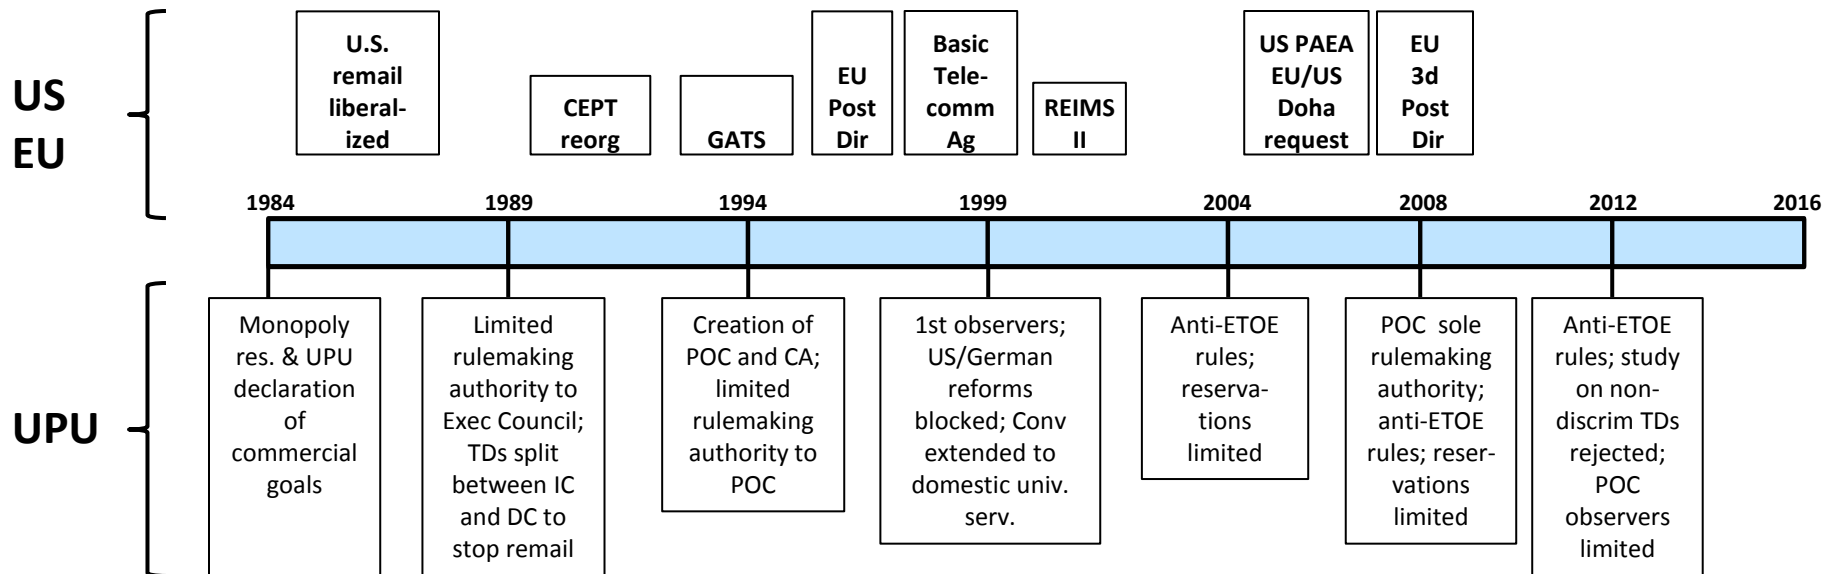 US
EU
U.S.
remail
liberal-
ized
CEPT
reorg
GATS
EU
Post
Dir
Basic
Tele-
comm
Ag
REIMS
II
US PAEA
EU/US
Doha
request
EU
3d
Post
Dir
1984
1989
1994
1999
2004
2008
2012
2016
UPU
Monopoly
res. & UPU
declaration
of
commercial
goals
Limited
rulemaking
authority to
Exec Council;
TDs split
between IC
and DC to
stop remail
Creation of
POC and CA;
limited
rulemaking
authority to
POC
1st observers;
US/German
reforms
blocked; Conv
extended to
domestic univ.
serv.
Anti-ETOE
rules;
reserva-
tions
limited
POC sole
rulemaking
authority;
anti-ETOE
rules; reser-
vations
limited
Anti-ETOE
rules; study
on non-
discrim TDs
rejected;
POC
observers
limited